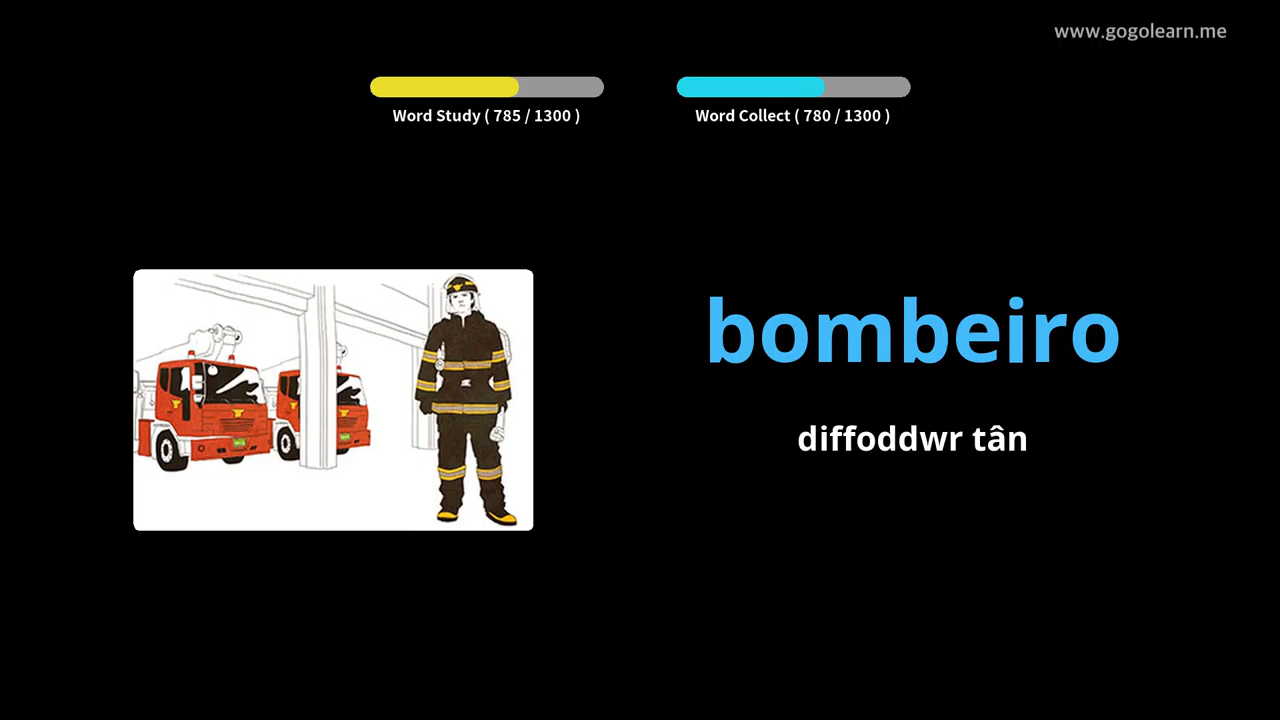 www.gogolearn.me
Word Study ( 785 / 1300 )
Word Collect ( 780 / 1300 )
bombeiro
diffoddwr tân